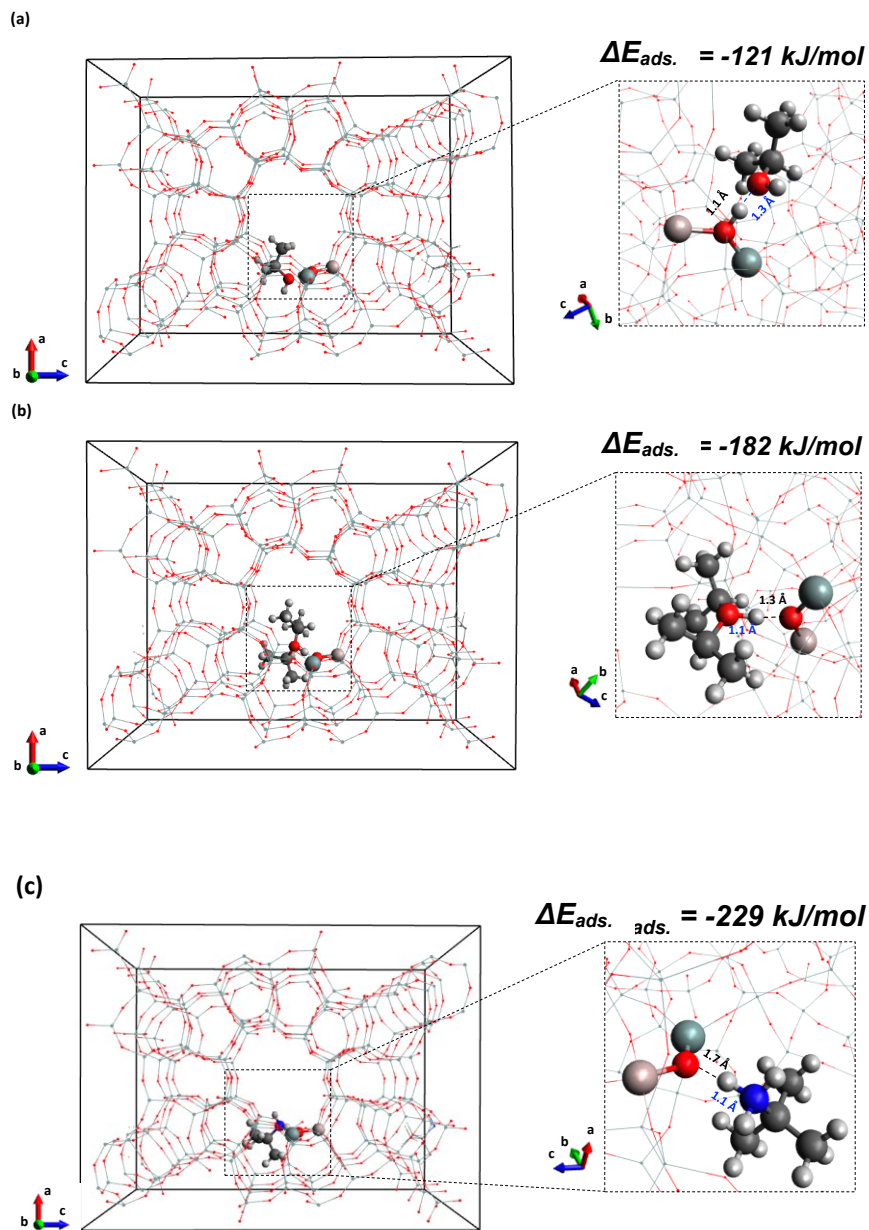 (a)
ΔEads. = -121 kJ/mol
1.1 Å
1.3 Å
a
c
b
a
b
c
(b)
ΔEads. = -182 kJ/mol
1.3 Å
1.1 Å
a
b
c
a
b
c
(c)
ΔEads. ads. = -229 kJ/mol
1.7 Å
1.1 Å
a
b
c
a
b
c